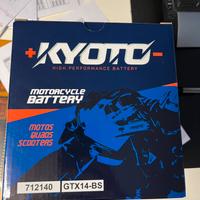 +KYOTO-
HIGH PERFORMANCE BATTERY
MOTORCYCLE
BATTERY
MOTOS
QUADS
SCOOTERS
712140
GTX14-BS